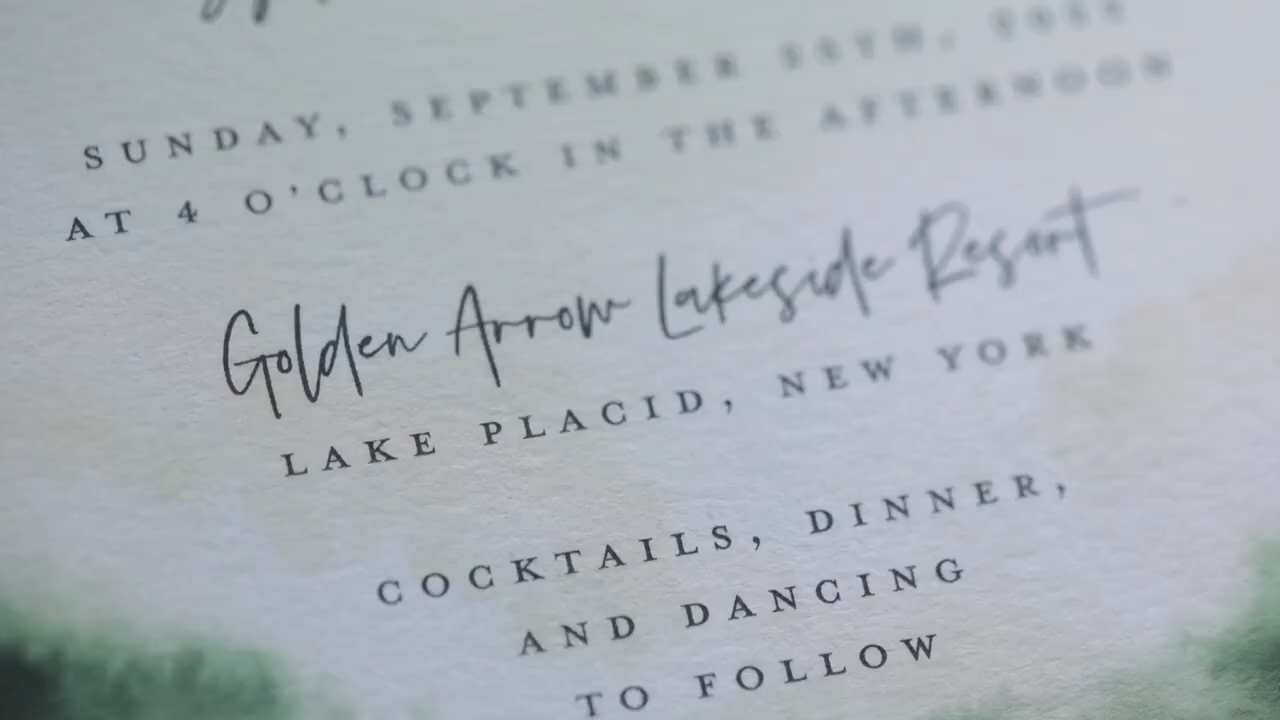 SUNDAY, SEPTEMBER
AT 4 O'CLOCK IN THE AFTERNOON
Golden Arrow Lakeside Resort
LAKE PLACID, NEW YORK
COCKTAILS, DINNER,
AND DANCING
TO FOLLOW